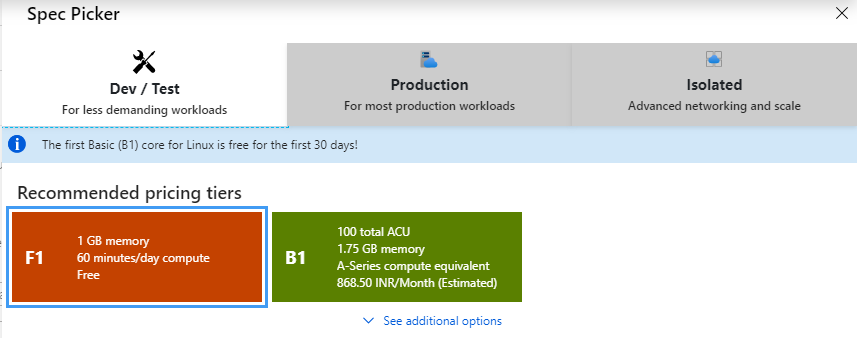 Spec Picker
Dev / Test
For less demanding workloads
Production
For most production workloads
Isolated
Advanced networking and scale
The first Basic (B1) core for Linux is free for the first 30 days!
Recommended pricing tiers
F1
1 GB memory
60 minutes/day compute
Free
B1
100 total ACU
1.75 GB memory
A-Series compute equivalent
868.50 INR/Month (Estimated)
See additional options